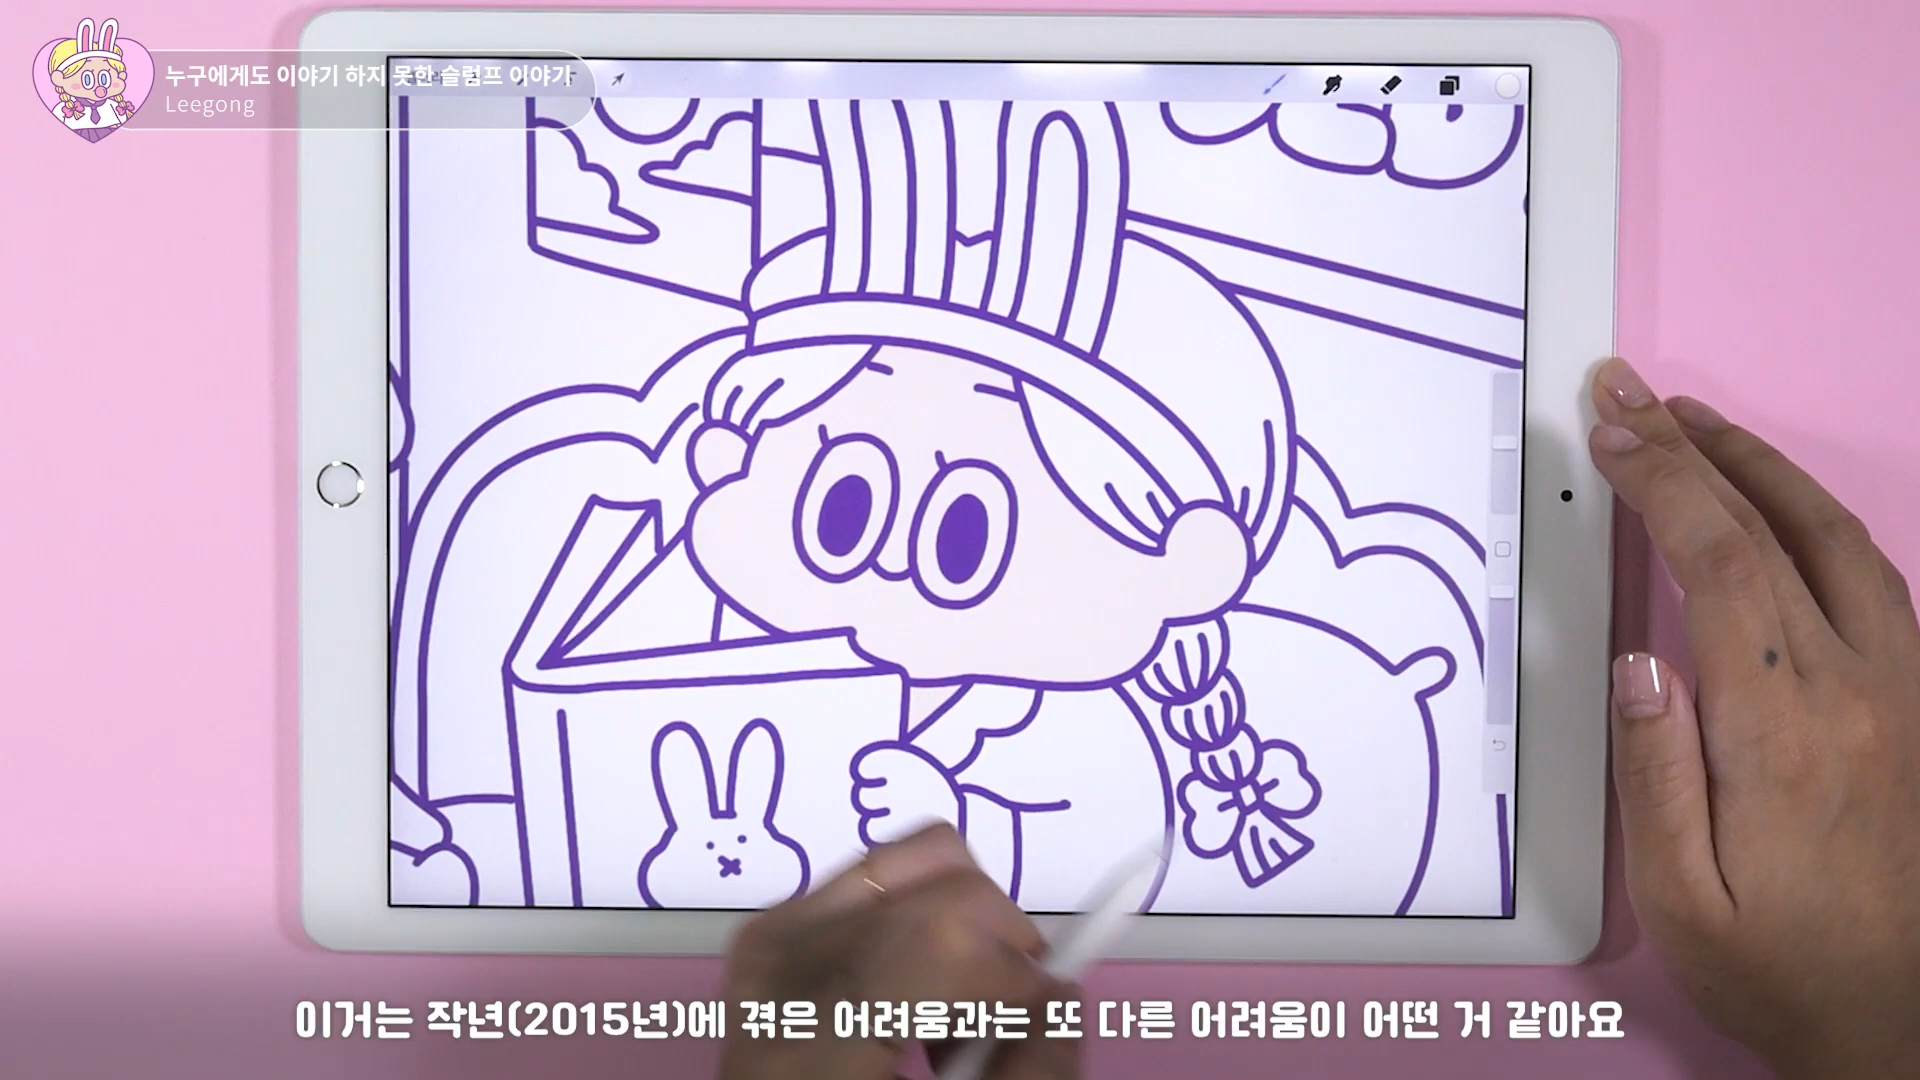 누구에게도 이야기 하지 못한 슬럼프 이야기
Leegong
이거는 작년(2015년)에 겪은 어려움과는 또 다른 어려움이 어떤 거 같아요